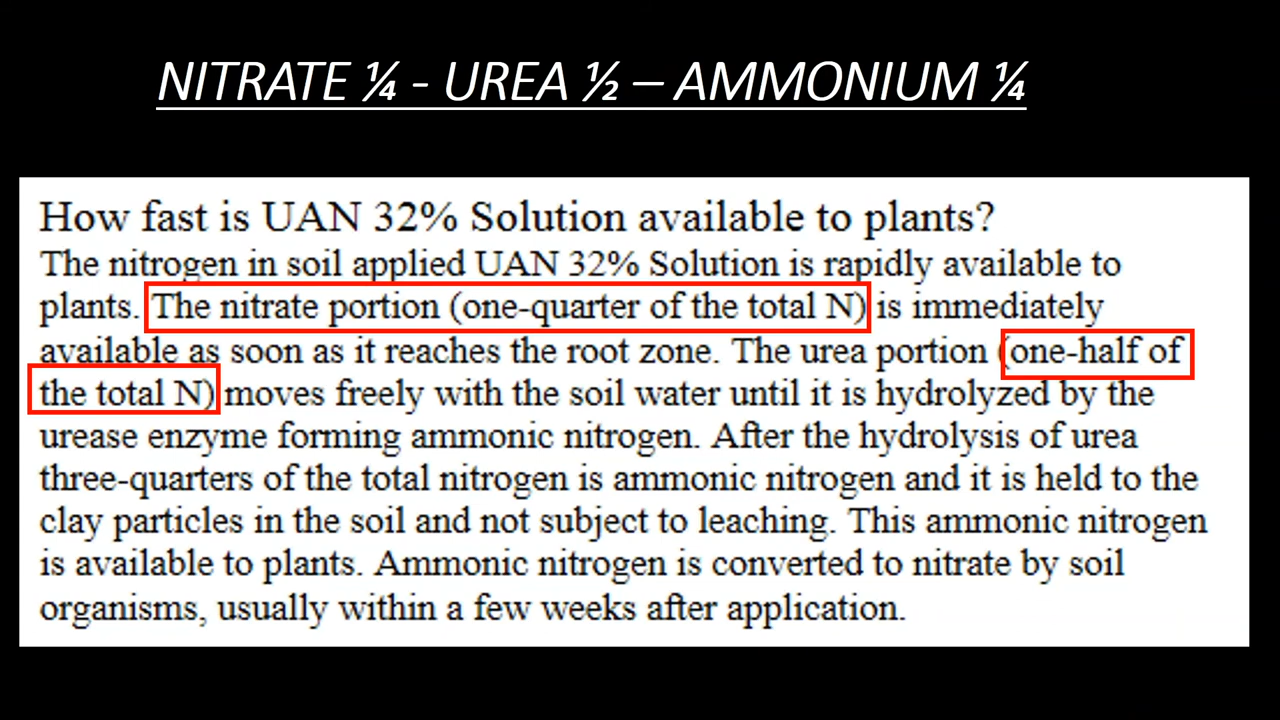 NITRATE ¼ - UREA ½ – AMMONIUM ¼
How fast is UAN 32% Solution available to plants?
The nitrogen in soil applied UAN 32% Solution is rapidly available to
plants. The nitrate portion (one-quarter of the total N) is immediately
available as soon as it reaches the root zone. The urea portion (one-half of
the total N) moves freely with the soil water until it is hydrolyzed by the
urease enzyme forming ammonic nitrogen. After the hydrolysis of urea
three-quarters of the total nitrogen is ammonic nitrogen and it is held to the
clay particles in the soil and not subject to leaching. This ammonic nitrogen
is available to plants. Ammonic nitrogen is converted to nitrate by soil
organisms, usually within a few weeks after application.